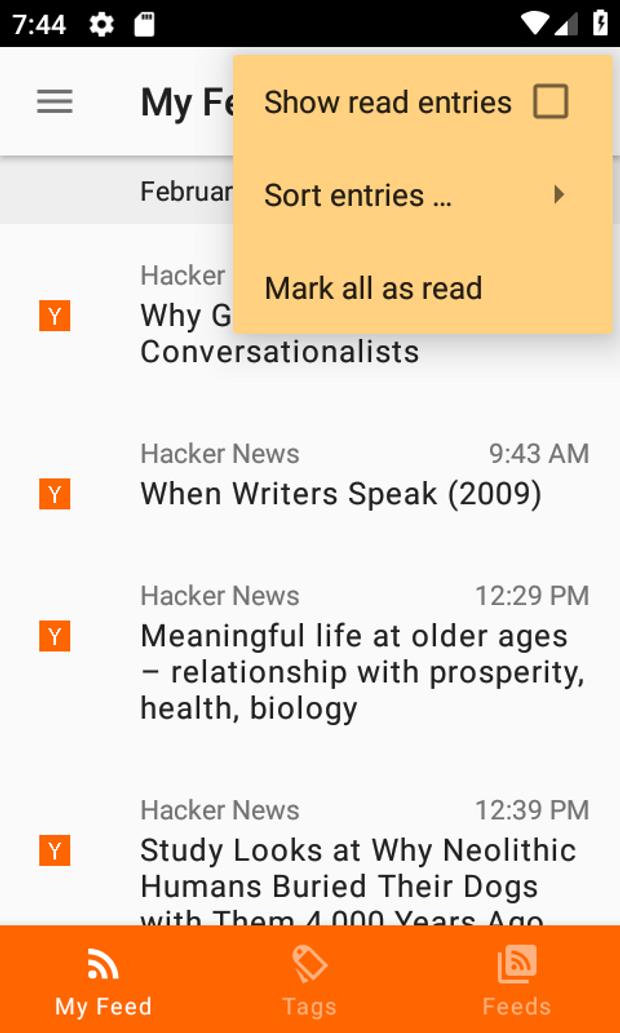 7:44
My Fe
Show read entries
Februar
Sort entries ...
Mark all as read
Hacker
Y
Why G
Conversationalists
Hacker News 9:43 AM
Y
When Writers Speak (2009)
Hacker News 12:29 PM
Y
Meaningful life at older ages
– relationship with prosperity,
health, biology
Hacker News 12:39 PM
Y
Study Looks at Why Neolithic
Humans Buried Their Dogs
with Them 4,000 Years Ago
My Feed
Tags
Feeds